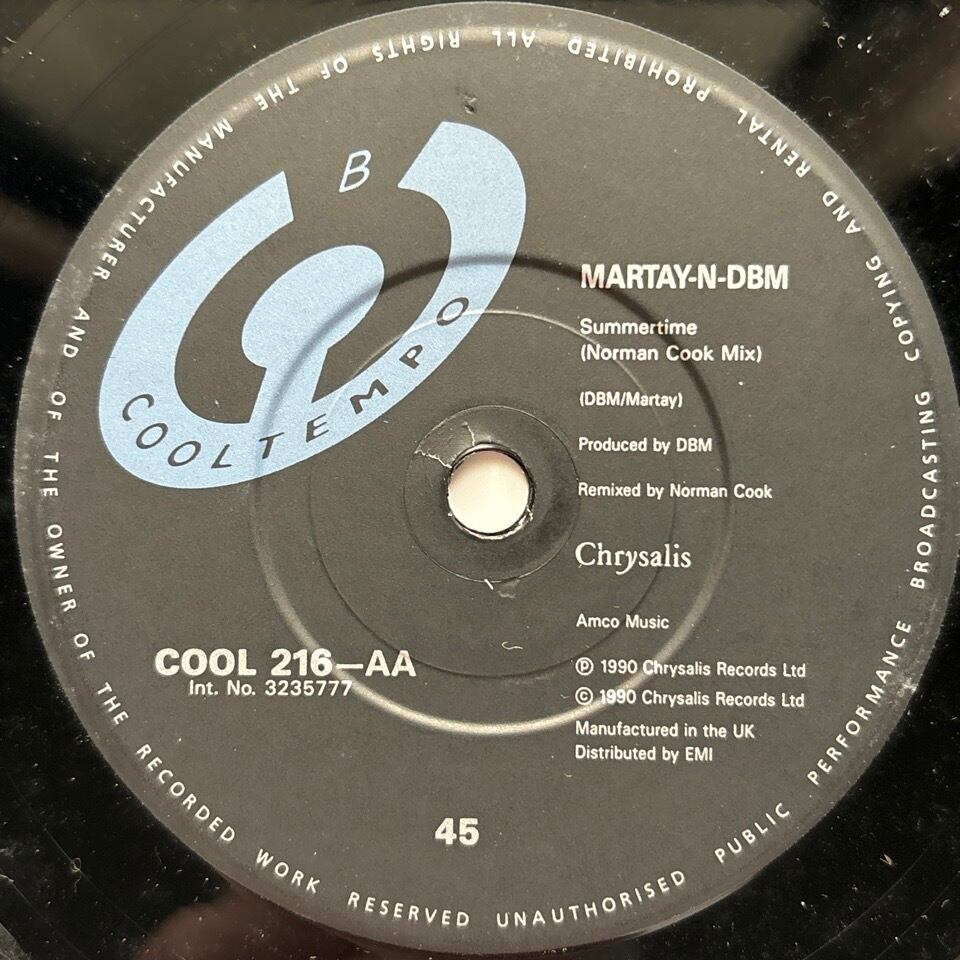 B
COOLTEMPO
MARTAY-N-DBM
Summertime
(Norman Cook Mix)
(DBM/Martay)
Produced by DBM
Remixed by Norman Cook
Chrysalis
Amco Music
℗ 1990 Chrysalis Records Ltd
© 1990 Chrysalis Records Ltd
Manufactured in the UK
Distributed by EMI
COOL 216–AA
Int. No. 3235777
45
ALL RIGHTS OF THE MANUFACTURER AND OF THE OWNER OF THE RECORDED WORK RESERVED UNAUTHORISED PUBLIC PERFORMANCE BROADCASTING COPYING AND RENTAL PROHIBITED